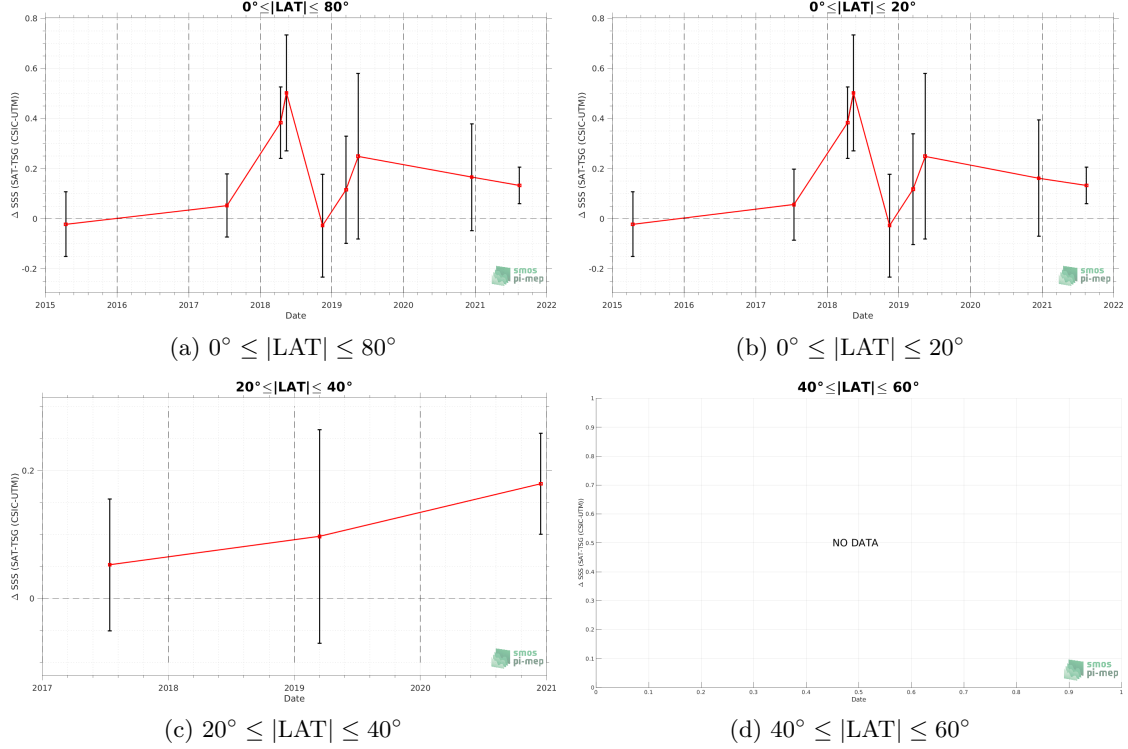 0°≤|LAT|≤ 80°
Δ SSS (SAT-TSG (CSIC-UTM))
0.8
0.6
0.4
0.2
0
-0.2
2015 2016 2017 2018 2019 2020 2021 2022
Date
smos
pi-mep
(a) 0° ≤ |LAT| ≤ 80°
0°≤|LAT|≤ 20°
Δ SSS (SAT-TSG (CSIC-UTM))
0.8
0.6
0.4
0.2
0
-0.2
2015 2016 2017 2018 2019 2020 2021 2022
Date
smos
pi-mep
(b) 0° ≤ |LAT| ≤ 20°
20°≤|LAT|≤ 40°
Δ SSS (SAT-TSG (CSIC-UTM))
0.2
0
2017 2018 2019 2020 2021
Date
smos
pi-mep
(c) 20° ≤ |LAT| ≤ 40°
40°≤|LAT|≤ 60°
Δ SSS (SAT-TSG (CSIC-UTM))
1
0.9
0.8
0.7
0.6
0.5
0.4
0.3
0.2
0.1
0
NO DATA
0 0.1 0.2 0.3 0.4 0.5 0.6 0.7 0.8 0.9 1
Date
smos
pi-mep
(d) 40° ≤ |LAT| ≤ 60°